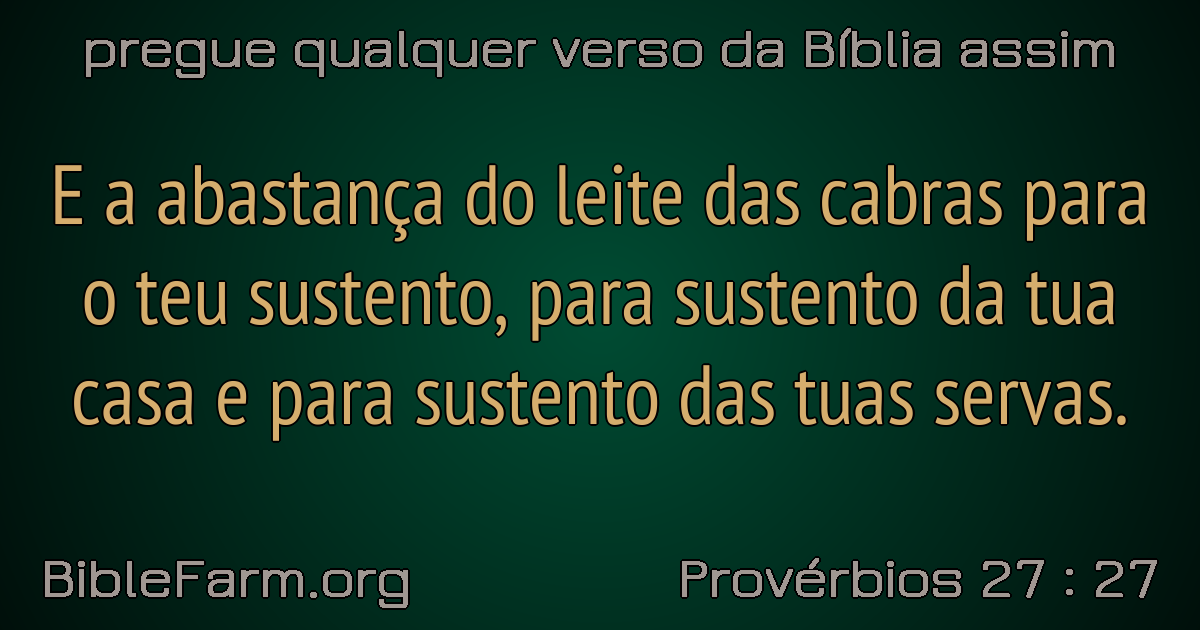 pregue qualquer verso da Bíblia assim
E a abastança do leite das cabras para
o teu sustento, para sustento da tua
casa e para sustento das tuas servas.
BibleFarm.org
Provérbios 27 : 27